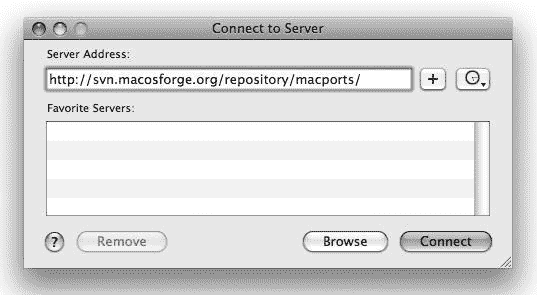 Connect to Server
Server Address:
http://svn.macosforge.org/repository/macports/
+
Favorite Servers:
?
Remove
Browse
Connect